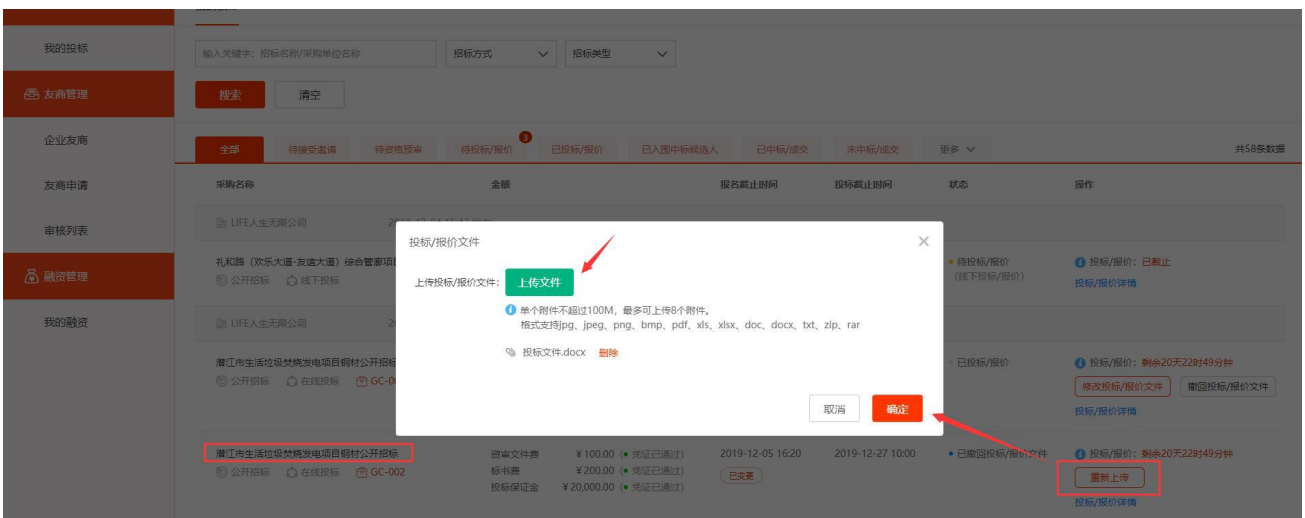 我的投标
输入关键字：招标名称/采购单位名称
招标方式
招标类型
友商管理
搜索
清空
企业友商
全部
待接受邀请
待资格预审
待投标/报价
3
已投标/报价
已入围中标候选人
已中标/成交
未中标/成交
更多
共58条数据
友商申请
采购名称
金额
报名截止时间
投标截止时间
状态
操作
审核列表
LIFE人生无限公司
投标/报价文件
融资管理
礼和路（欢乐大道-友谊大道）综合管廊项目
公开招标
线下投标
上传投标/报价文件：
上传文件
待投标/报价
（线下投标/报价）
投标/报价：已截止
投标/报价详情
单个附件不超过100M，最多可上传8个附件。
格式支持jpg、jpeg、png、bmp、pdf、xls、xlsx、doc、docx、txt、zip、rar
我的融资
LIFE人生无限公司
投标文件.docx
删除
潜江市生活垃圾焚烧发电项目钢材公开招标
公开招标
在线投标
已投标/报价
投标/报价：剩余20天22时49分钟
修改投标/报价文件
撤回投标/报价文件
投标/报价详情
取消
确定
潜江市生活垃圾焚烧发电项目钢材公开招标
公开招标
在线投标
GC-002
资审文件费 ￥100.00（凭证已通过）
标书费 ￥200.00（凭证已通过）
投标保证金 ￥20,000.00（凭证已通过）
2019-12-05 16:20
已变更
2019-12-27 10:00
已撤回投标/报价文件
投标/报价：剩余20天22时49分钟
重新上传
投标/报价详情